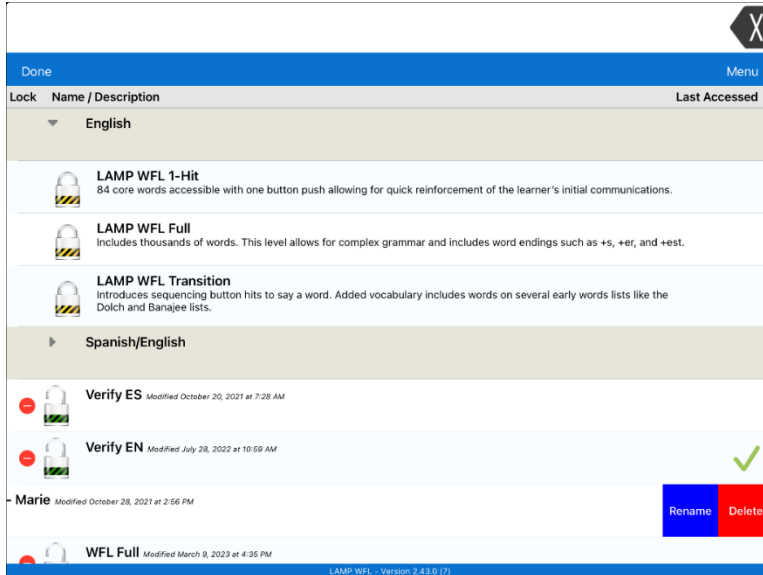 X
Done Menu
Lock Name / Description Last Accessed
English
LAMP WFL 1-Hit
84 core words accessible with one button push allowing for quick reinforcement of the learner's initial communications.
LAMP WFL Full
Includes thousands of words. This level allows for complex grammar and includes word endings such as +s, +er, and +est.
LAMP WFL Transition
Introduces sequencing button hits to say a word. Added vocabulary includes words on several early words lists like the
Dolch and Banajee lists.
Spanish/English
Verify ES Modified October 20, 2021 at 7:28 AM
Verify EN Modified July 28, 2022 at 10:59 AM
- Marie Modified October 28, 2021 at 2:56 PM
Rename Delete
WFL Full Modified March 9, 2023 at 4:35 PM
LAMP WFL - Version 2.43.0 (7)